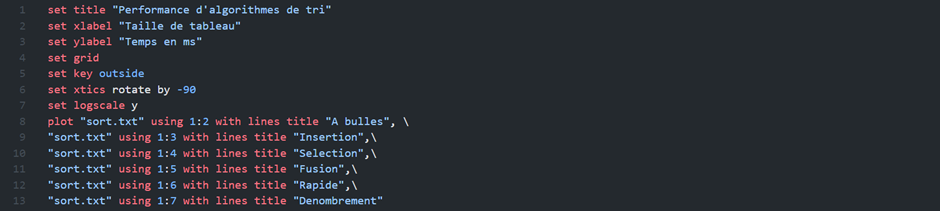 1 set title "Performance d'algorithmes de tri"
2 set xlabel "Taille de tableau"
3 set ylabel "Temps en ms"
4 set grid
5 set key outside
6 set xtics rotate by -90
7 set logscale y
8 plot "sort.txt" using 1:2 with lines title "A bulles", \
9 "sort.txt" using 1:3 with lines title "Insertion",\
10 "sort.txt" using 1:4 with lines title "Selection",\
11 "sort.txt" using 1:5 with lines title "Fusion",\
12 "sort.txt" using 1:6 with lines title "Rapide",\
13 "sort.txt" using 1:7 with lines title "Denombrement"